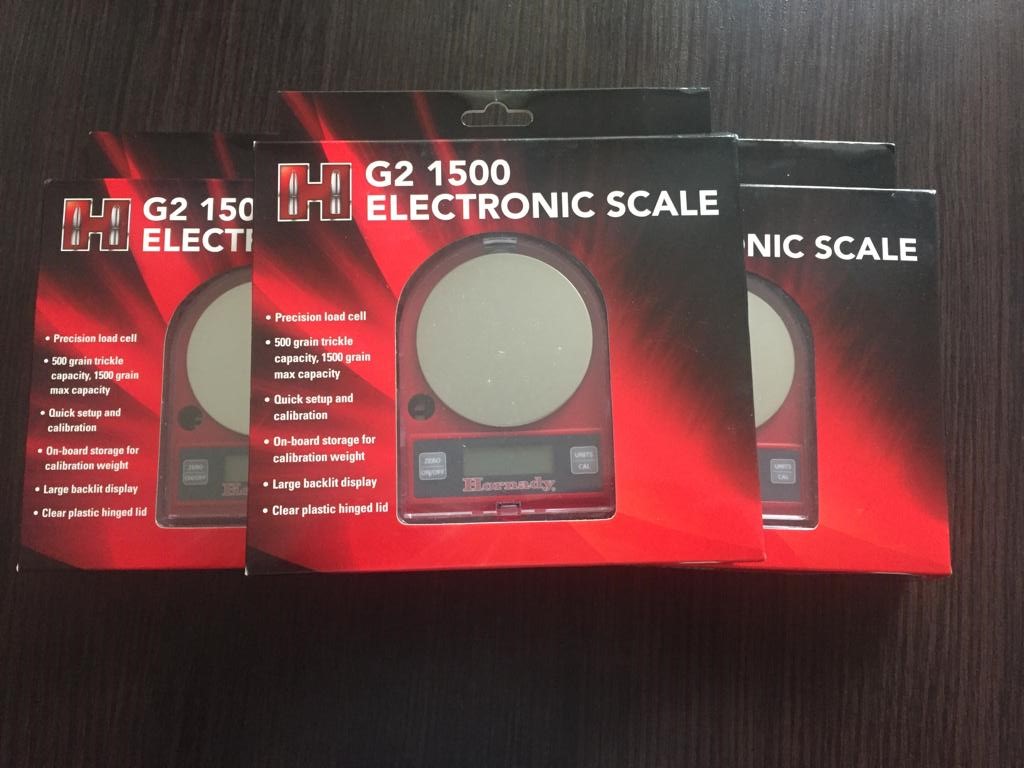 G2 150
ELECT
• Precision load cell
• 500 grain trickle
capacity, 1500 grain
max capacity
• Quick setup and
calibration
• On-board storage for
calibration weight
• Large backlit display
• Clear plastic hinged lid
ZERO
ON/OFF
Ho
H
G2 1500
ELECTRONIC SCALE
• Precision load cell
• 500 grain trickle
capacity, 1500 grain
max capacity
• Quick setup and
calibration
• On-board storage for
calibration weight
• Large backlit display
• Clear plastic hinged lid
ZERO
ON/OFF
UNITS
CAL
Hornady
NIC SCALE
UNITS
CAL